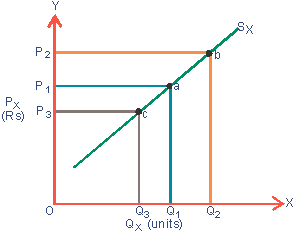 Y
Sₓ
P₂
b
P₁
a
Pₓ
(Rs)
P₃
c
O
Q₃ Q₁ Q₂
X
Qₓ (units)